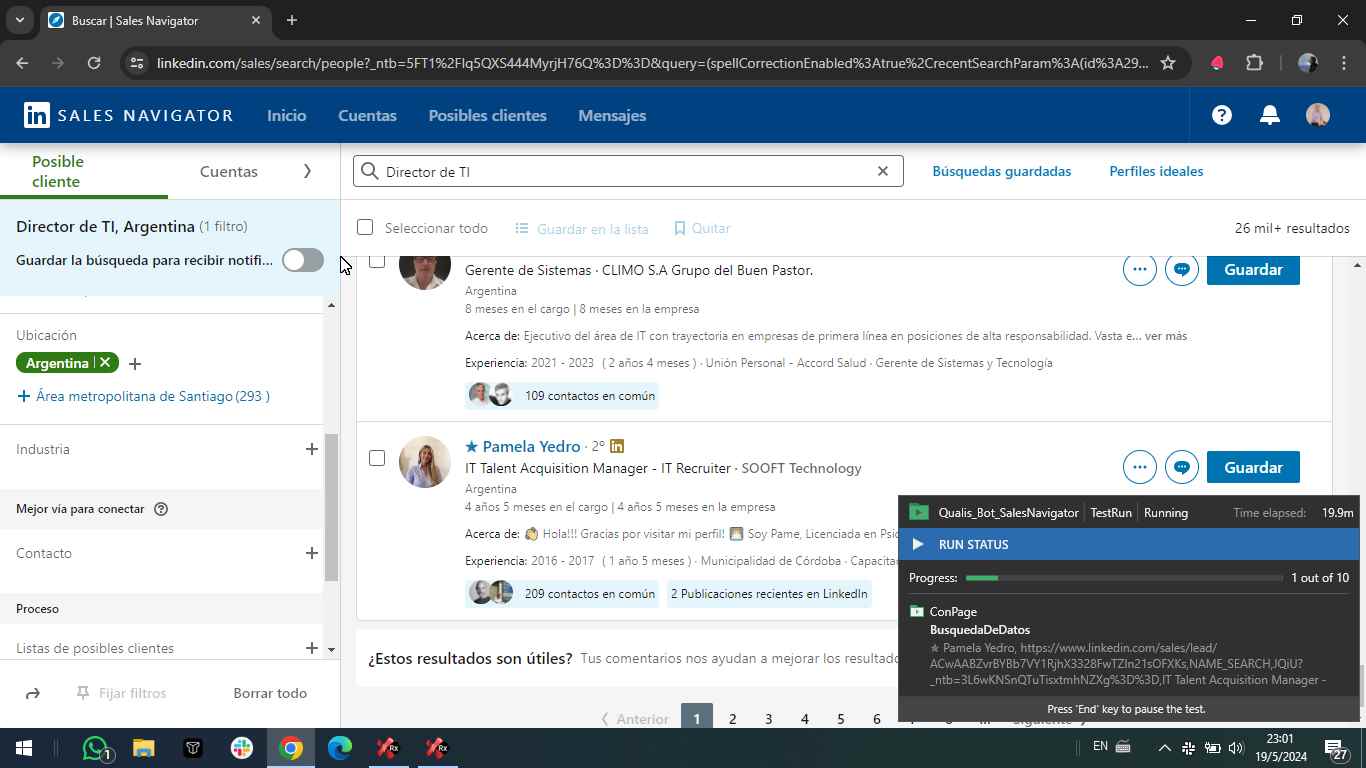 Buscar | Sales Navigator
linkedin.com/sales/search/people?_ntb=5FT1%2Flq5QXS444MyrjH76Q%3D%3D&query=(spellCorrectionEnabled%3Atrue%2CrecentSearchParam%3A(id%3A29...
in SALES NAVIGATOR
Inicio
Cuentas
Posibles clientes
Mensajes
Posible cliente
Cuentas
Director de TI
Búsquedas guardadas
Perfiles ideales
Director de TI, Argentina (1 filtro)
Guardar la búsqueda para recibir notifi...
Seleccionar todo
Guardar en la lista
Quitar
26 mil+ resultados
Ubicación
Argentina
Área metropolitana de Santiago (293 )
Industria
Mejor vía para conectar
Contacto
Proceso
Listas de posibles clientes
Fijar filtros
Borrar todo
Gerente de Sistemas · CLIMO S.A Grupo del Buen Pastor.
Argentina
8 meses en el cargo | 8 meses en la empresa
Acerca de: Ejecutivo del área de IT con trayectoria en empresas de primera línea en posiciones de alta responsabilidad. Vasta e... ver más
Experiencia: 2021 - 2023 ( 2 años 4 meses ) · Unión Personal - Accord Salud · Gerente de Sistemas y Tecnología
109 contactos en común
Guardar
★ Pamela Yedro · 2º in
IT Talent Acquisition Manager - IT Recruiter · SOOFT Technology
Argentina
4 años 5 meses en el cargo | 4 años 5 meses en la empresa
Acerca de: 👏 Hola!!! Gracias por visitar mi perfil! Soy Pame, Licenciada en Psic
Experiencia: 2016 - 2017 ( 1 año 5 meses ) · Municipalidad de Córdoba · Capacitar
209 contactos en común
2 Publicaciones recientes en LinkedIn
Guardar
¿Estos resultados son útiles? Tus comentarios nos ayudan a mejorar los resultado
Anterior 1 2 3 4 5 6
Qualis_Bot_SalesNavigator
TestRun
Running
Time elapsed: 19.9m
RUN STATUS
Progress: 1 out of 10
ConPage
BusquedaDeDatos
★ Pamela Yedro, https://www.linkedin.com/sales/lead/
ACwAABZvrBYBb7VY1RjhX3328FwTZIn21sOFXKs,NAME_SEARCH,JQiU?
_ntb=3L6wKNSnQTuTisxtmhNZXg%3D%3D,IT Talent Acquisition Manager -
Press 'End' key to pause the test.
1
Rx
Rx
EN
23:01
19/5/2024
27